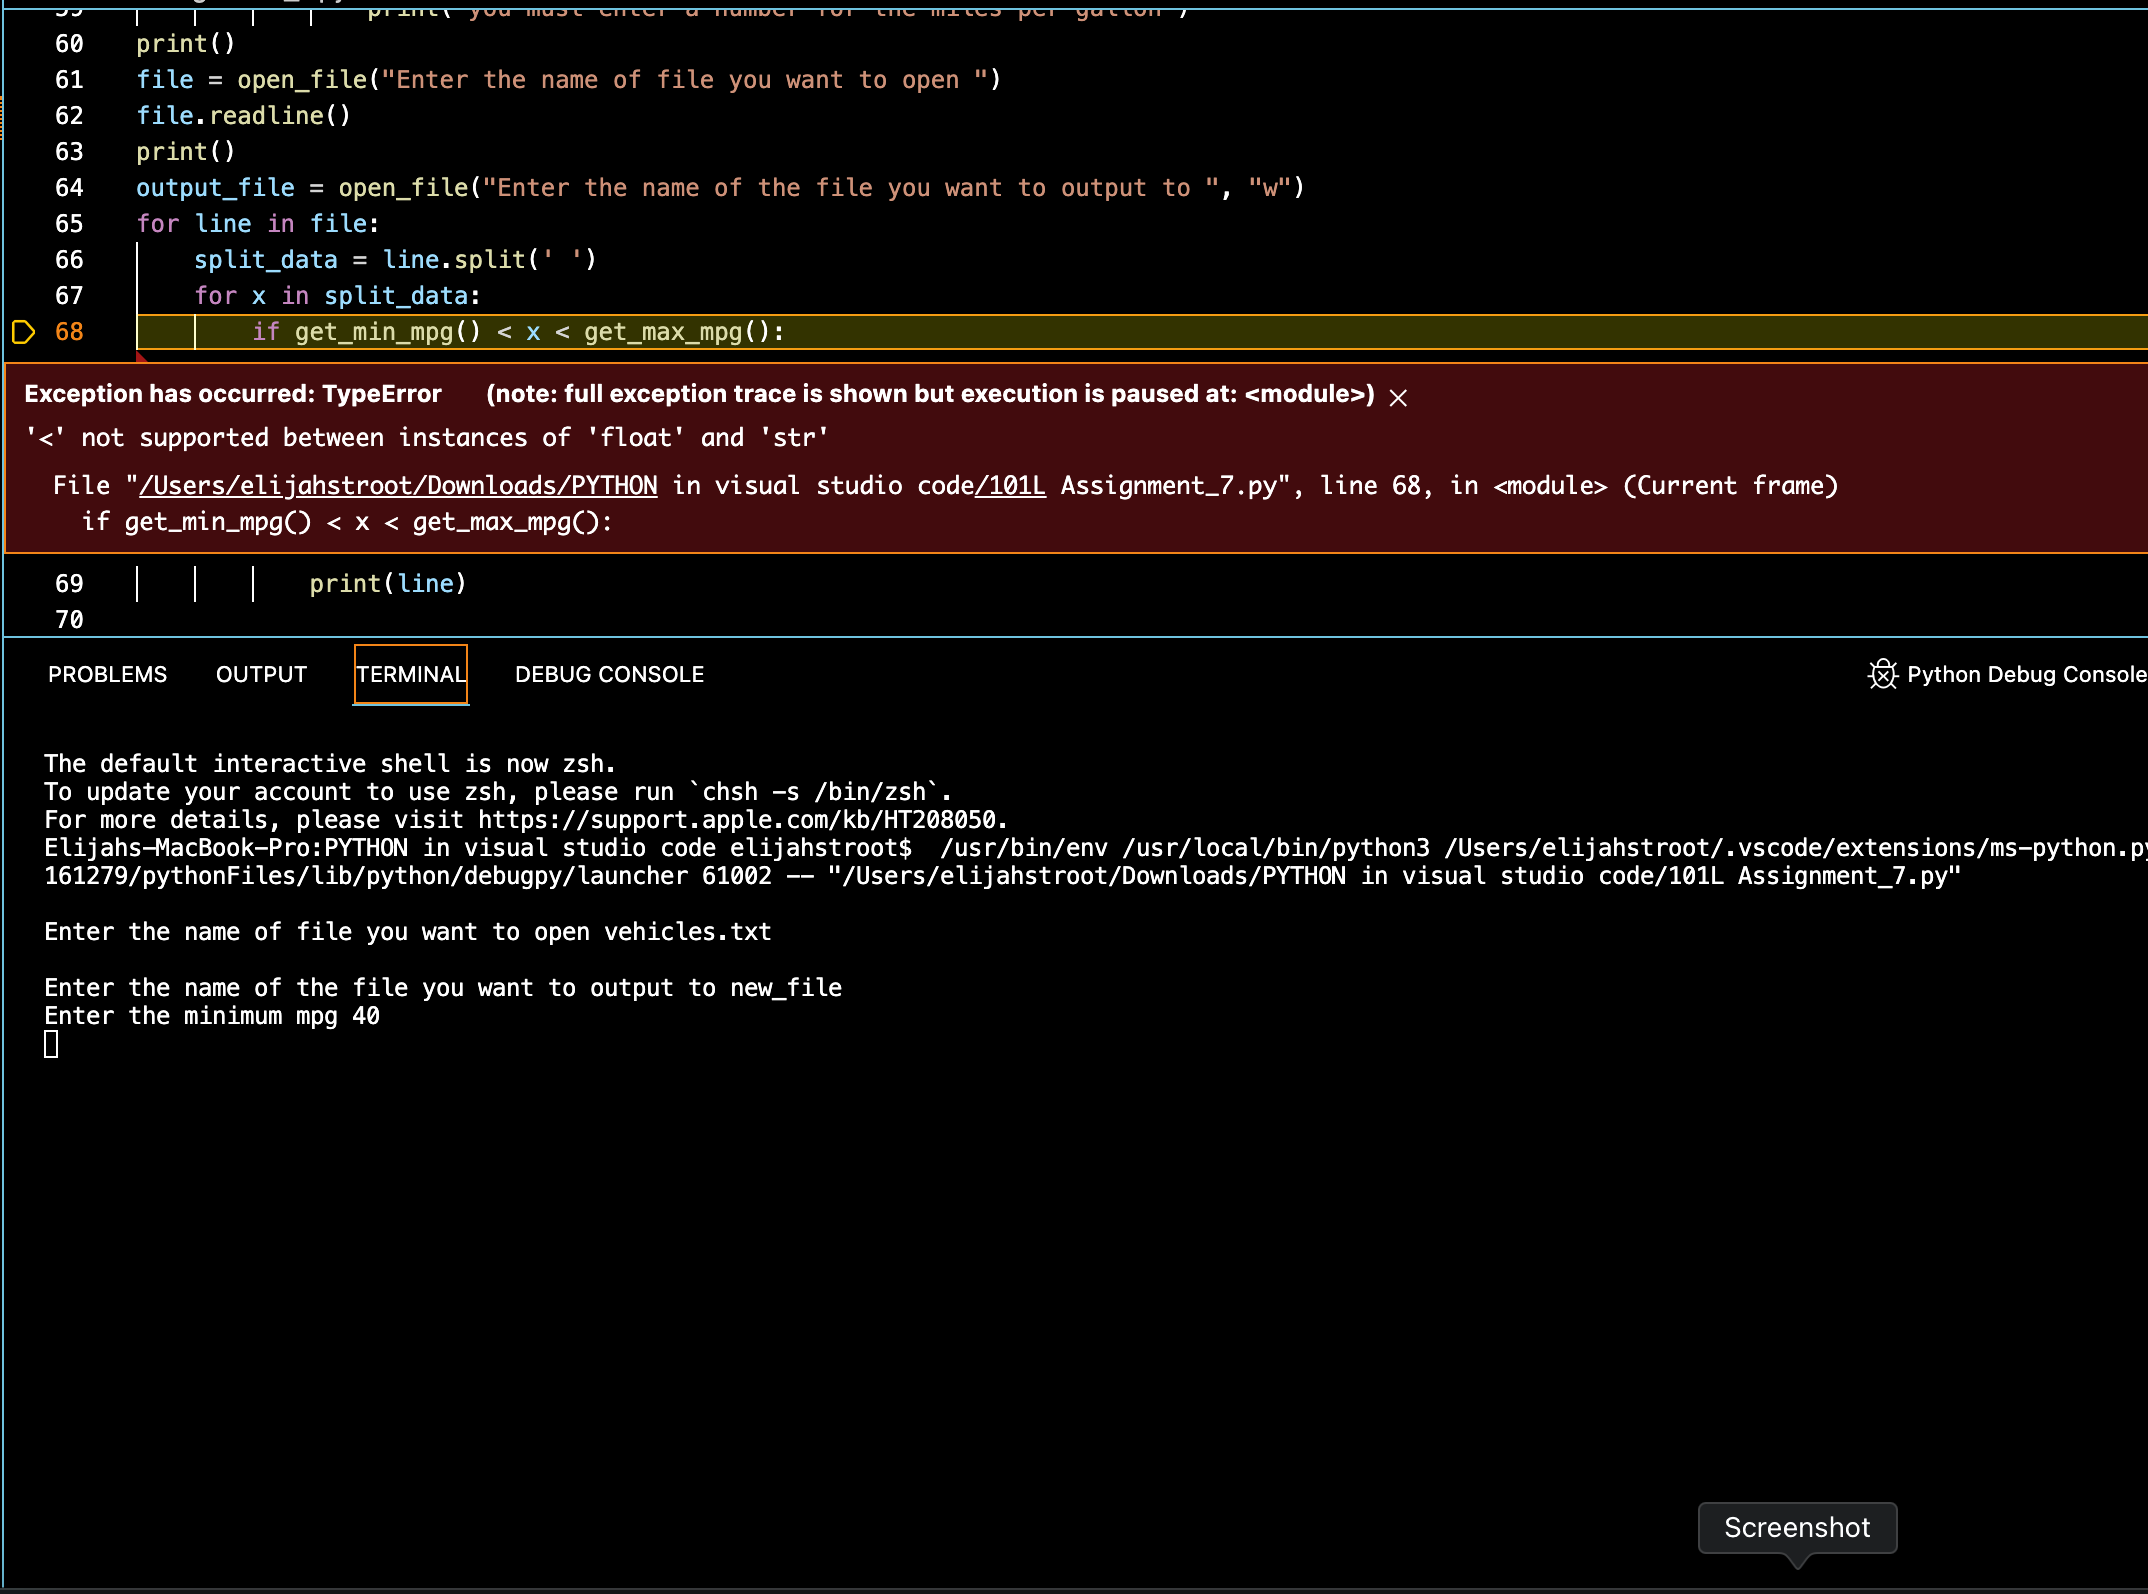 59 print("you must enter a number for the miles per gallon")
60 print()
61 file = open_file("Enter the name of file you want to open ")
62 file.readline()
63 print()
64 output_file = open_file("Enter the name of the file you want to output to ", "w")
65 for line in file:
66 split_data = line.split(' ')
67 for x in split_data:
68 if get_min_mpg() < x < get_max_mpg():
Exception has occurred: TypeError (note: full exception trace is shown but execution is paused at: <module>)
'<' not supported between instances of 'float' and 'str'
File "/Users/elijahstroot/Downloads/PYTHON in visual studio code/101L Assignment_7.py", line 68, in <module> (Current frame)
if get_min_mpg() < x < get_max_mpg():
69 print(line)
70
PROBLEMS OUTPUT TERMINAL DEBUG CONSOLE Python Debug Console
The default interactive shell is now zsh.
To update your account to use zsh, please run `chsh -s /bin/zsh`.
For more details, please visit https://support.apple.com/kb/HT208050.
Elijahs-MacBook-Pro:PYTHON in visual studio code elijahstroot$ /usr/bin/env /usr/local/bin/python3 /Users/elijahstroot/.vscode/extensions/ms-python.py
161279/pythonFiles/lib/python/debugpy/launcher 61002 -- "/Users/elijahstroot/Downloads/PYTHON in visual studio code/101L Assignment_7.py"
Enter the name of file you want to open vehicles.txt
Enter the name of the file you want to output to new_file
Enter the minimum mpg 40
Screenshot